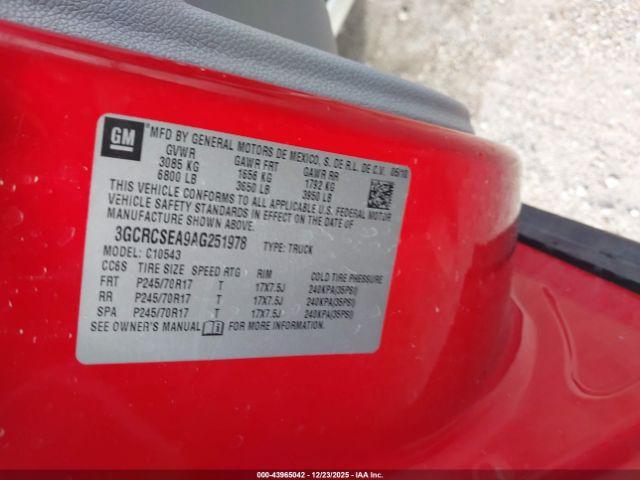 GM
MFD BY GENERAL MOTORS DE MEXICO, S. DE R.L. DE C.V. 05/10
GVWR GAWR FRT GAWR RR
3085 KG 1656 KG 1792 KG
6800 LB 3650 LB 3950 LB
THIS VEHICLE CONFORMS TO ALL APPLICABLE U.S. FEDERAL MOTOR
VEHICLE SAFETY STANDARDS IN EFFECT ON THE DATE OF
MANUFACTURE SHOWN ABOVE.
3GCRCSEA9AG251978 TYPE: TRUCK
MODEL: C10543
CC6S TIRE SIZE SPEED RTG RIM COLD TIRE PRESSURE
FRT P245/70R17 T 17X7.5J 240KPA(35PSI)
RR P245/70R17 T 17X7.5J 240KPA(35PSI)
SPA P245/70R17 T 17X7.5J 240KPA(35PSI)
SEE OWNER'S MANUAL FOR MORE INFORMATION.
000-43965042 - 12/23/2025 - IAA Inc.